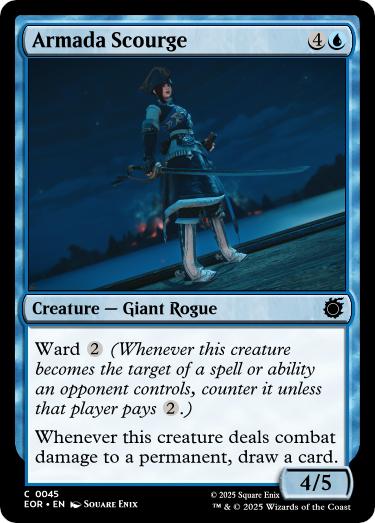 Armada Scourge 4
Creature — Giant Rogue
Ward 2 (Whenever this creature
becomes the target of a spell or ability
an opponent controls, counter it unless
that player pays 2.)
Whenever this creature deals combat
damage to a permanent, draw a card.
4/5
C 0045
EOR • EN SQUARE ENIX
© 2025 Square Enix
™ & © 2025 Wizards of the Coast